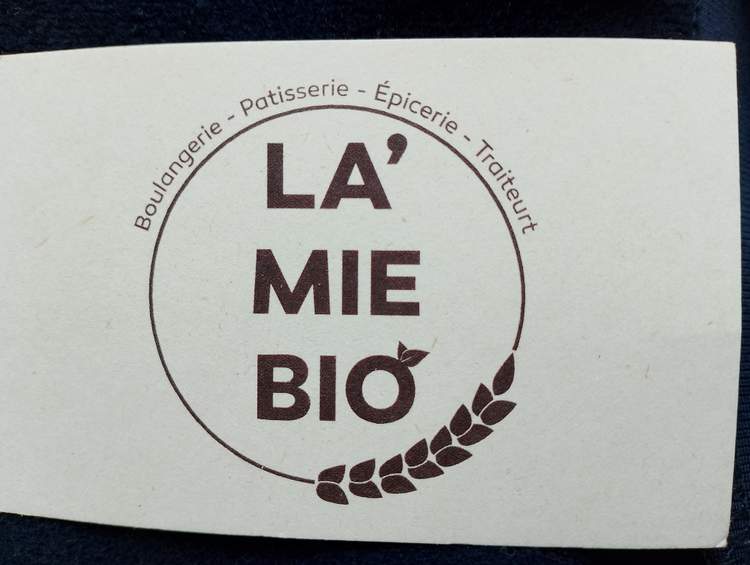 Boulangerie - Patisserie - Épicerie - Traiteurt
LA'
MIE
BIO